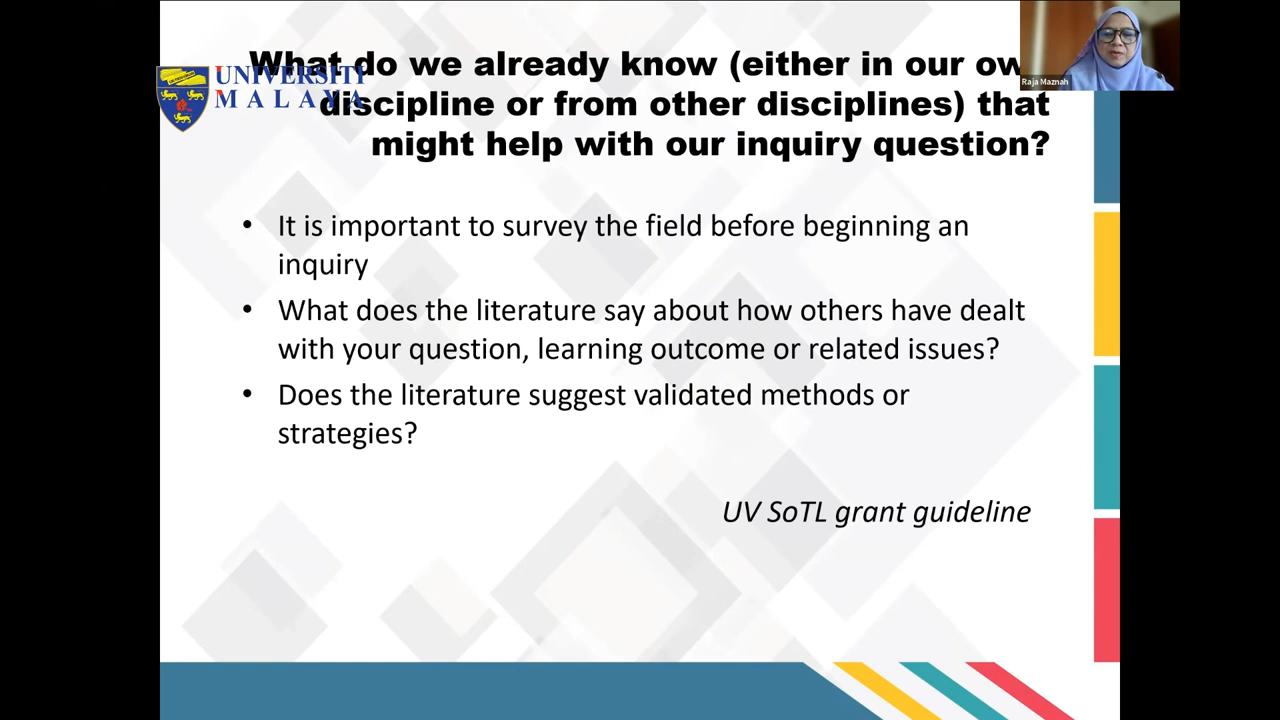 What do we already know (either in our ow
discipline or from other disciplines) that
might help with our inquiry question?
UNIVERSITI
MALAYA
Raja Maznah
• It is important to survey the field before beginning an
inquiry
• What does the literature say about how others have dealt
with your question, learning outcome or related issues?
• Does the literature suggest validated methods or
strategies?
UV SoTL grant guideline